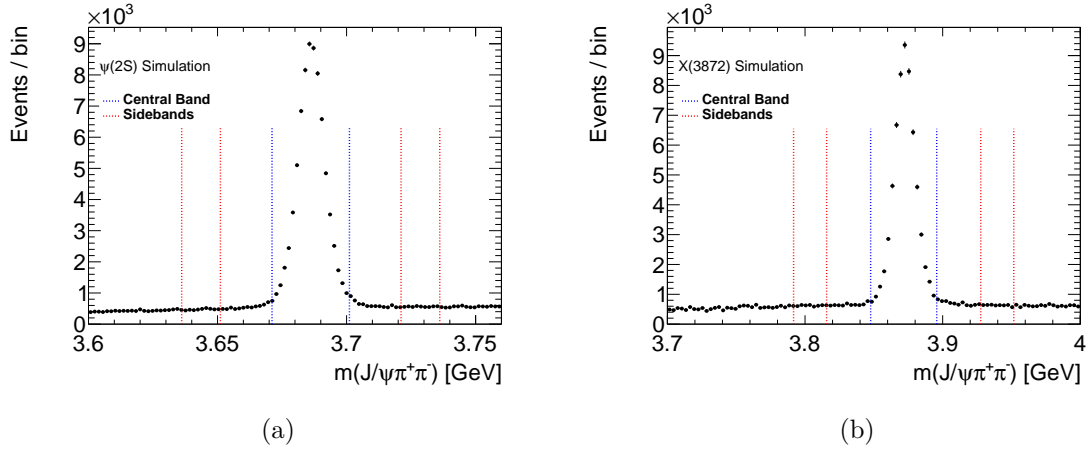 ×10³
Events / bin
9
8
7
6
5
4
3
2
1
0
ψ(2S) Simulation
Central Band
Sidebands
3.6
3.65
3.7
3.75
m(J/ψπ⁺π⁻) [GeV]
(a)
×10³
Events / bin
9
8
7
6
5
4
3
2
1
0
X(3872) Simulation
Central Band
Sidebands
3.7
3.8
3.9
4
m(J/ψπ⁺π⁻) [GeV]
(b)